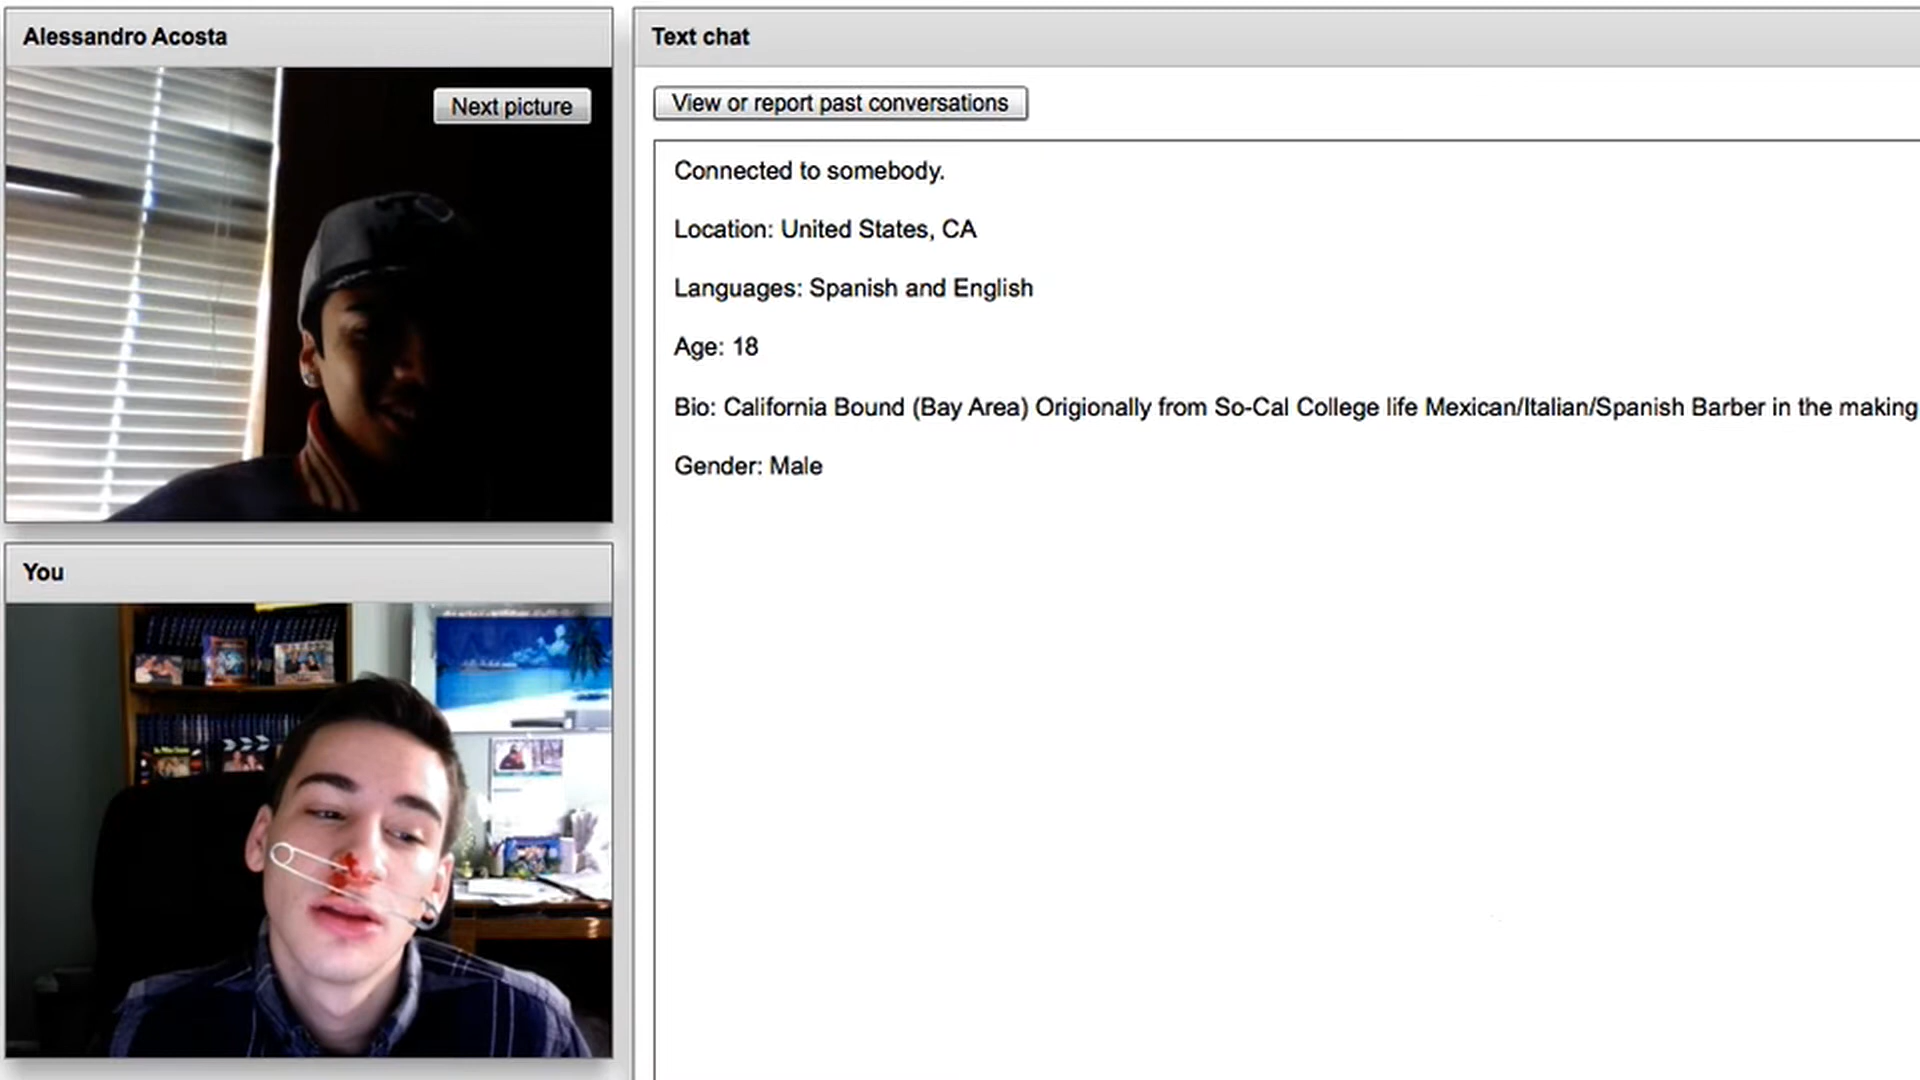 Alessandro Acosta
Next picture
You
Text chat
View or report past conversations
Connected to somebody.
Location: United States, CA
Languages: Spanish and English
Age: 18
Bio: California Bound (Bay Area) Origionally from So-Cal College life Mexican/Italian/Spanish Barber in the making
Gender: Male